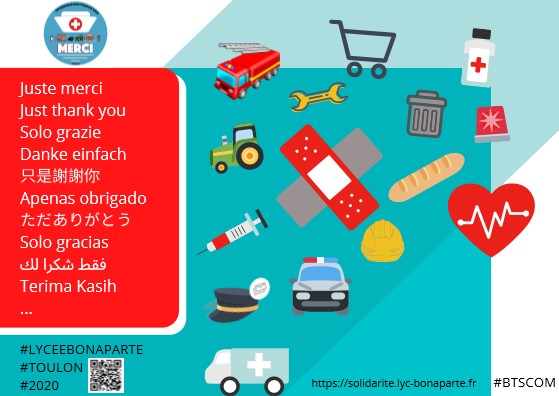 MERCI
Juste merci
Just thank you
Solo grazie
Danke einfach
只是謝謝你
Apenas obrigado
ただありがとう
Solo gracias
فقط شكرا لك
Terima Kasih
...
#LYCEEBONAPARTE
#TOULON
#2020
https://solidarite.lyc-bonaparte.fr
#BTSCOM